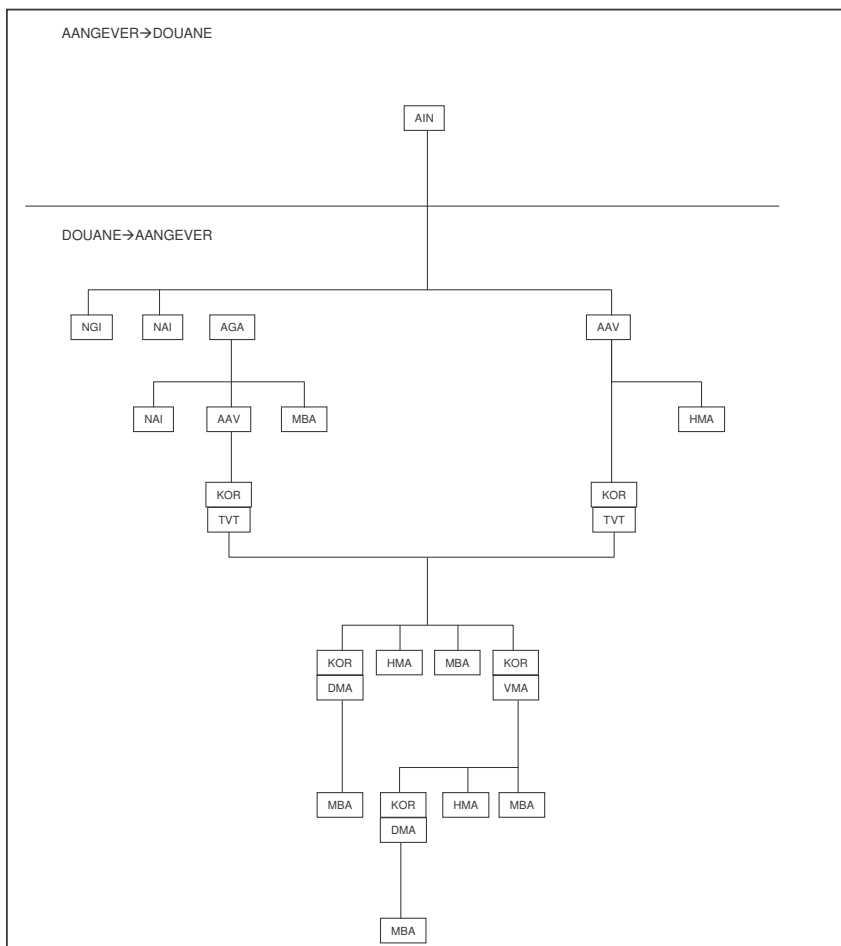 AANGEVER→DOUANE
AIN
DOUANE→AANGEVER
NGI NAI AGA AAV
NAI AAV MBA HMA
KOR KOR
TVT TVT
KOR HMA MBA KOR
DMA VMA
MBA KOR HMA MBA
DMA
MBA